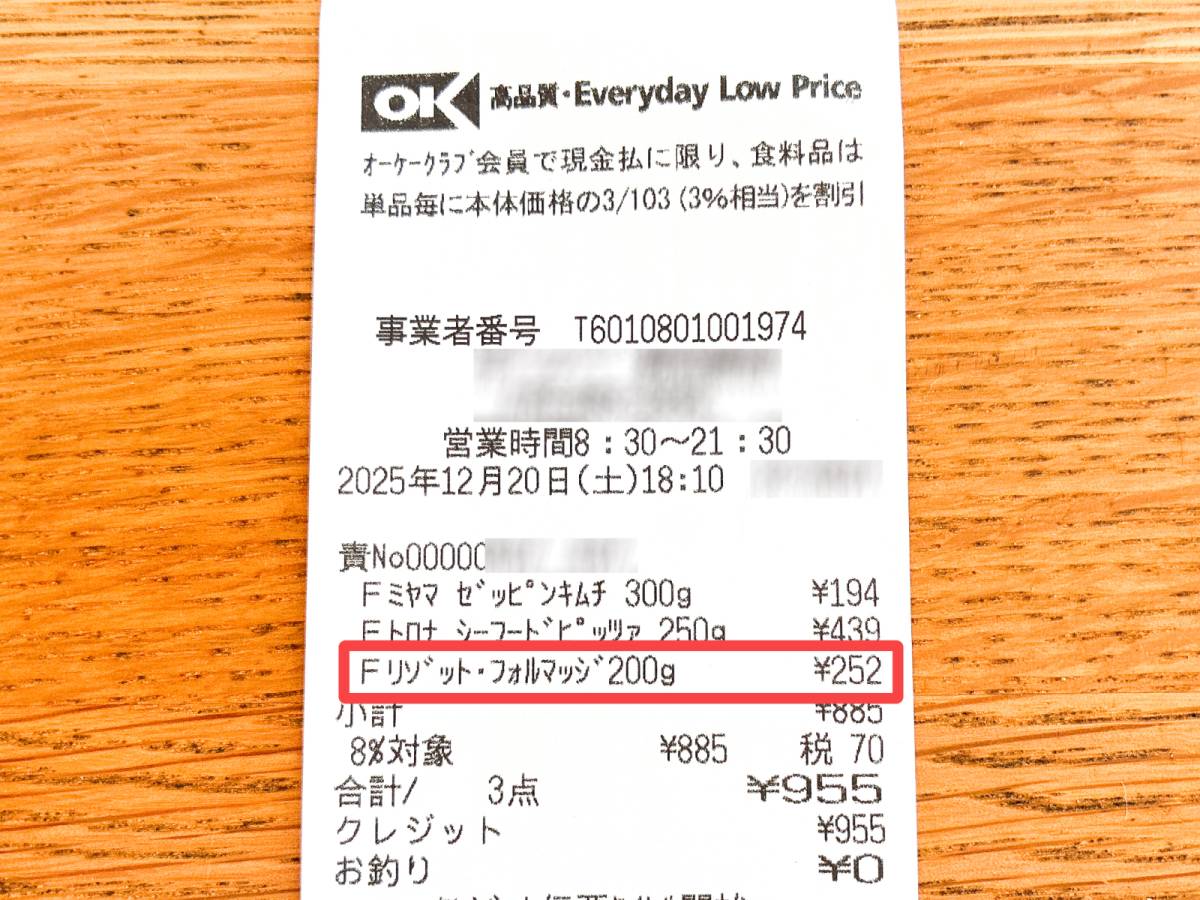 OK 高品質・Everyday Low Price
ｵｰｹｰｸﾗﾌﾞ会員で現金払に限り、食料品は
単品毎に本体価格の3/103 (3%相当)を割引
事業者番号 T6010801001974
営業時間8：30～21：30
2025年12月20日(土)18:10
責No00000
Fミヤマ ｾﾞｯﾋﾟﾝｷﾑﾁ 300g ¥194
Fトロナ ｼｰﾌｰﾄﾞﾋﾟｯﾂｧ 250g ¥439
Fﾘｿﾞｯﾄ・ﾌｫﾙﾏｯｼﾞ200g ¥252
小計 ¥885
8%対象 ¥885 税 70
合計/ 3点 ¥955
クレジット ¥955
お釣り ¥0